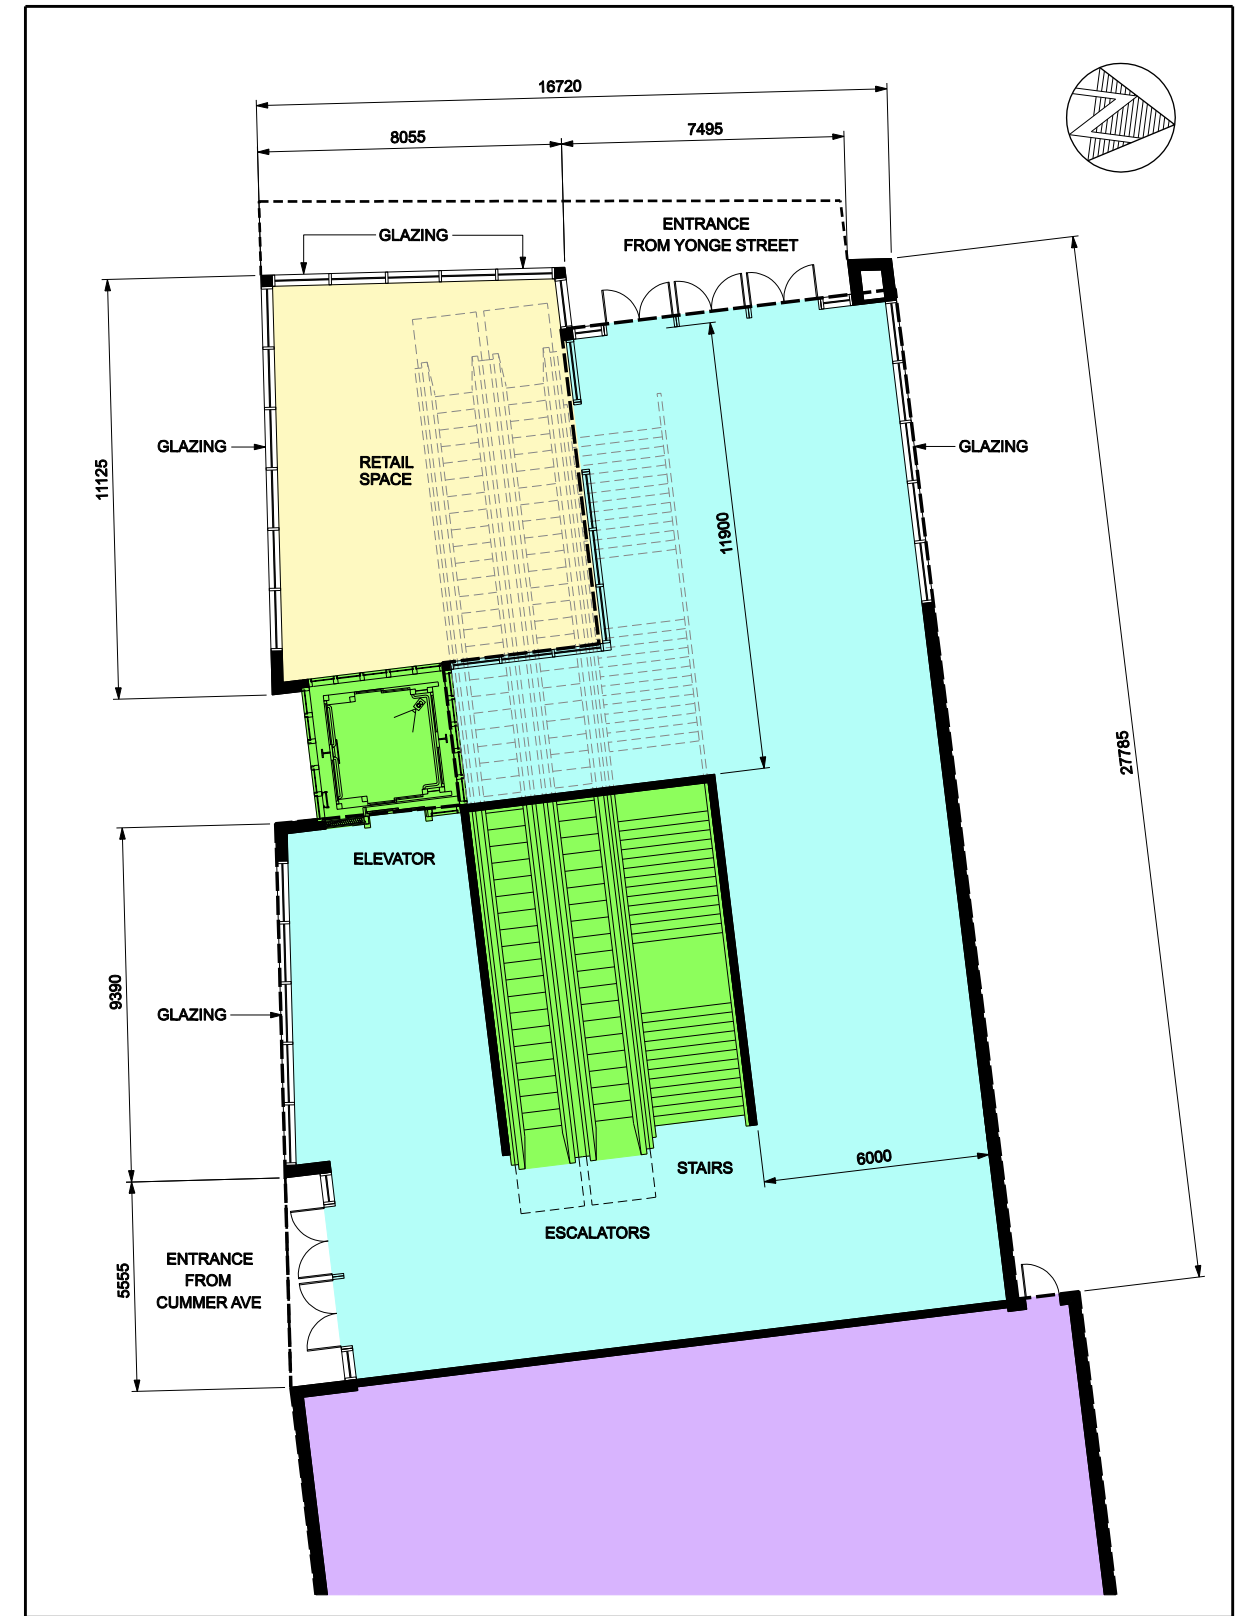 16720
8055
7495
ENTRANCE
FROM YONGE STREET
GLAZING
GLAZING
GLAZING
11125
RETAIL
SPACE
11900
27785
ELEVATOR
9390
GLAZING
STAIRS
6000
ESCALATORS
ENTRANCE
FROM
CUMMER AVE
5555